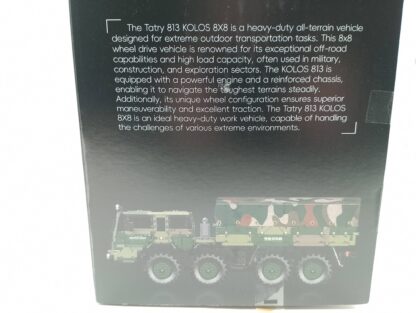 The Tatry 813 KOLOS 8X8 is a heavy-duty all-terrain vehicle
designed for extreme outdoor transportation tasks. This 8x8
wheel drive vehicle is renowned for its exceptional off-road
capabilities and high load capacity, often used in military,
construction, and exploration sectors. The KOLOS 813 is
equipped with a powerful engine and a reinforced chassis,
enabling it to navigate the toughest terrains steadily.
Additionally, its unique wheel configuration ensures superior
maneuverability and excellent traction. The Tatry 813 KOLOS
8X8 is an ideal heavy-duty work vehicle, capable of handling
the challenges of various extreme environments.